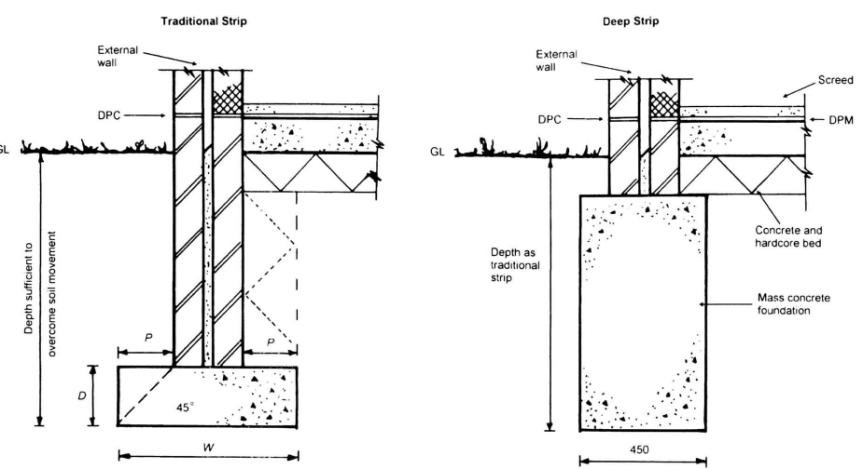 Traditional Strip
External
wall
DPC
GL
Depth sufficient to
overcome soil movement
P
P
D
45°
W
Deep Strip
External
wall
Screed
DPC
DPM
GL
Depth as
traditional
strip
Concrete and
hardcore bed
Mass concrete
foundation
450